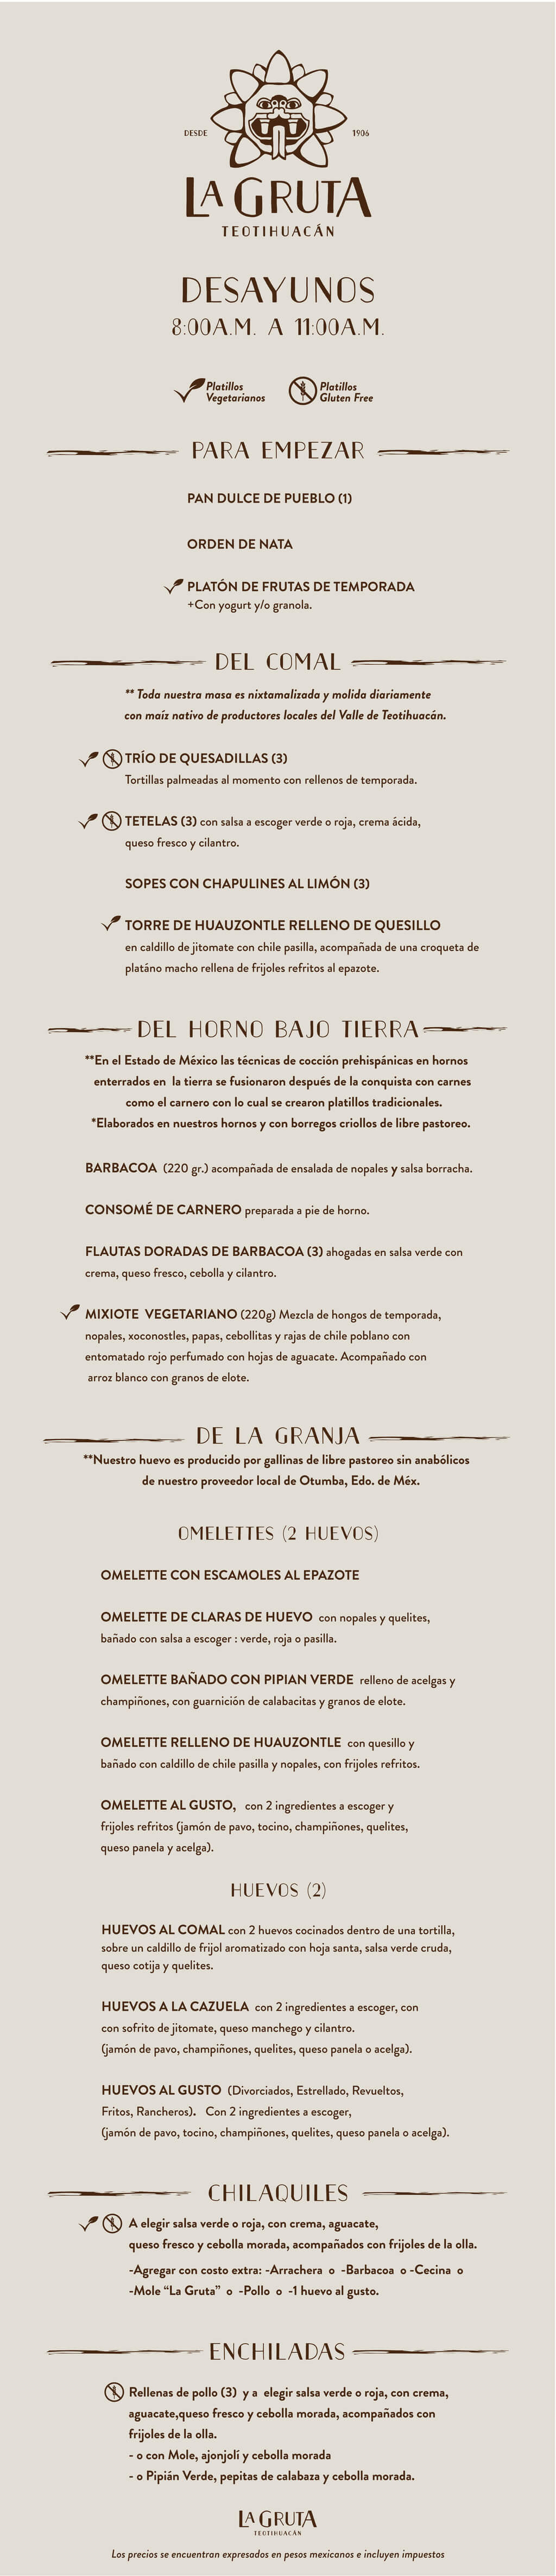 DESDE 1906
LA GRUTA
TEOTIHUACÁN
DESAYUNOS
8:00A.M. A 11:00A.M.
Platillos Vegetarianos
Platillos Gluten Free
PARA EMPEZAR
PAN DULCE DE PUEBLO (1)
ORDEN DE NATA
PLATÓN DE FRUTAS DE TEMPORADA
+Con yogurt y/o granola.
DEL COMAL
** Toda nuestra masa es nixtamalizada y molida diariamente
con maíz nativo de productores locales del Valle de Teotihuacán.
TRÍO DE QUESADILLAS (3)
Tortillas palmeadas al momento con rellenos de temporada.
TETELAS (3) con salsa a escoger verde o roja, crema ácida,
queso fresco y cilantro.
SOPES CON CHAPULINES AL LIMÓN (3)
TORRE DE HUAUZONTLE RELLENO DE QUESILLO
en caldillo de jitomate con chile pasilla, acompañada de una croqueta de
platáno macho rellena de frijoles refritos al epazote.
DEL HORNO BAJO TIERRA
**En el Estado de México las técnicas de cocción prehispánicas en hornos
enterrados en la tierra se fusionaron después de la conquista con carnes
como el carnero con lo cual se crearon platillos tradicionales.
*Elaborados en nuestros hornos y con borregos criollos de libre pastoreo.
BARBACOA (220 gr.) acompañada de ensalada de nopales y salsa borracha.
CONSOMÉ DE CARNERO preparada a pie de horno.
FLAUTAS DORADAS DE BARBACOA (3) ahogadas en salsa verde con
crema, queso fresco, cebolla y cilantro.
MIXIOTE VEGETARIANO (220g) Mezcla de hongos de temporada,
nopales, xoconostles, papas, cebollitas y rajas de chile poblano con
entomatado rojo perfumado con hojas de aguacate. Acompañado con
arroz blanco con granos de elote.
DE LA GRANJA
**Nuestro huevo es producido por gallinas de libre pastoreo sin anabólicos
de nuestro proveedor local de Otumba, Edo. de Méx.
OMELETTES (2 HUEVOS)
OMELETTE CON ESCAMOLES AL EPAZOTE
OMELETTE DE CLARAS DE HUEVO con nopales y quelites,
bañado con salsa a escoger : verde, roja o pasilla.
OMELETTE BAÑADO CON PIPIAN VERDE relleno de acelgas y
champiñones, con guarnición de calabacitas y granos de elote.
OMELETTE RELLENO DE HUAUZONTLE con quesillo y
bañado con caldillo de chile pasilla y nopales, con frijoles refritos.
OMELETTE AL GUSTO, con 2 ingredientes a escoger y
frijoles refritos (jamón de pavo, tocino, champiñones, quelites,
queso panela y acelga).
HUEVOS (2)
HUEVOS AL COMAL con 2 huevos cocinados dentro de una tortilla,
sobre un caldillo de frijol aromatizado con hoja santa, salsa verde cruda,
queso cotija y quelites.
HUEVOS A LA CAZUELA con 2 ingredientes a escoger, con
con sofrito de jitomate, queso manchego y cilantro.
(jamón de pavo, champiñones, quelites, queso panela o acelga).
HUEVOS AL GUSTO (Divorciados, Estrellado, Revueltos,
Fritos, Rancheros). Con 2 ingredientes a escoger,
(jamón de pavo, tocino, champiñones, quelites, queso panela o acelga).
CHILAQUILES
A elegir salsa verde o roja, con crema, aguacate,
queso fresco y cebolla morada, acompañados con frijoles de la olla.
-Agregar con costo extra: -Arrachera o -Barbacoa o -Cecina o
-Mole “La Gruta” o -Pollo o -1 huevo al gusto.
ENCHILADAS
Rellenas de pollo (3) y a elegir salsa verde o roja, con crema,
aguacate,queso fresco y cebolla morada, acompañados con
frijoles de la olla.
- o con Mole, ajonjolí y cebolla morada
- o Pipián Verde, pepitas de calabaza y cebolla morada.
LA GRUTA
TEOTIHUACÁN
Los precios se encuentran expresados en pesos mexicanos e incluyen impuestos